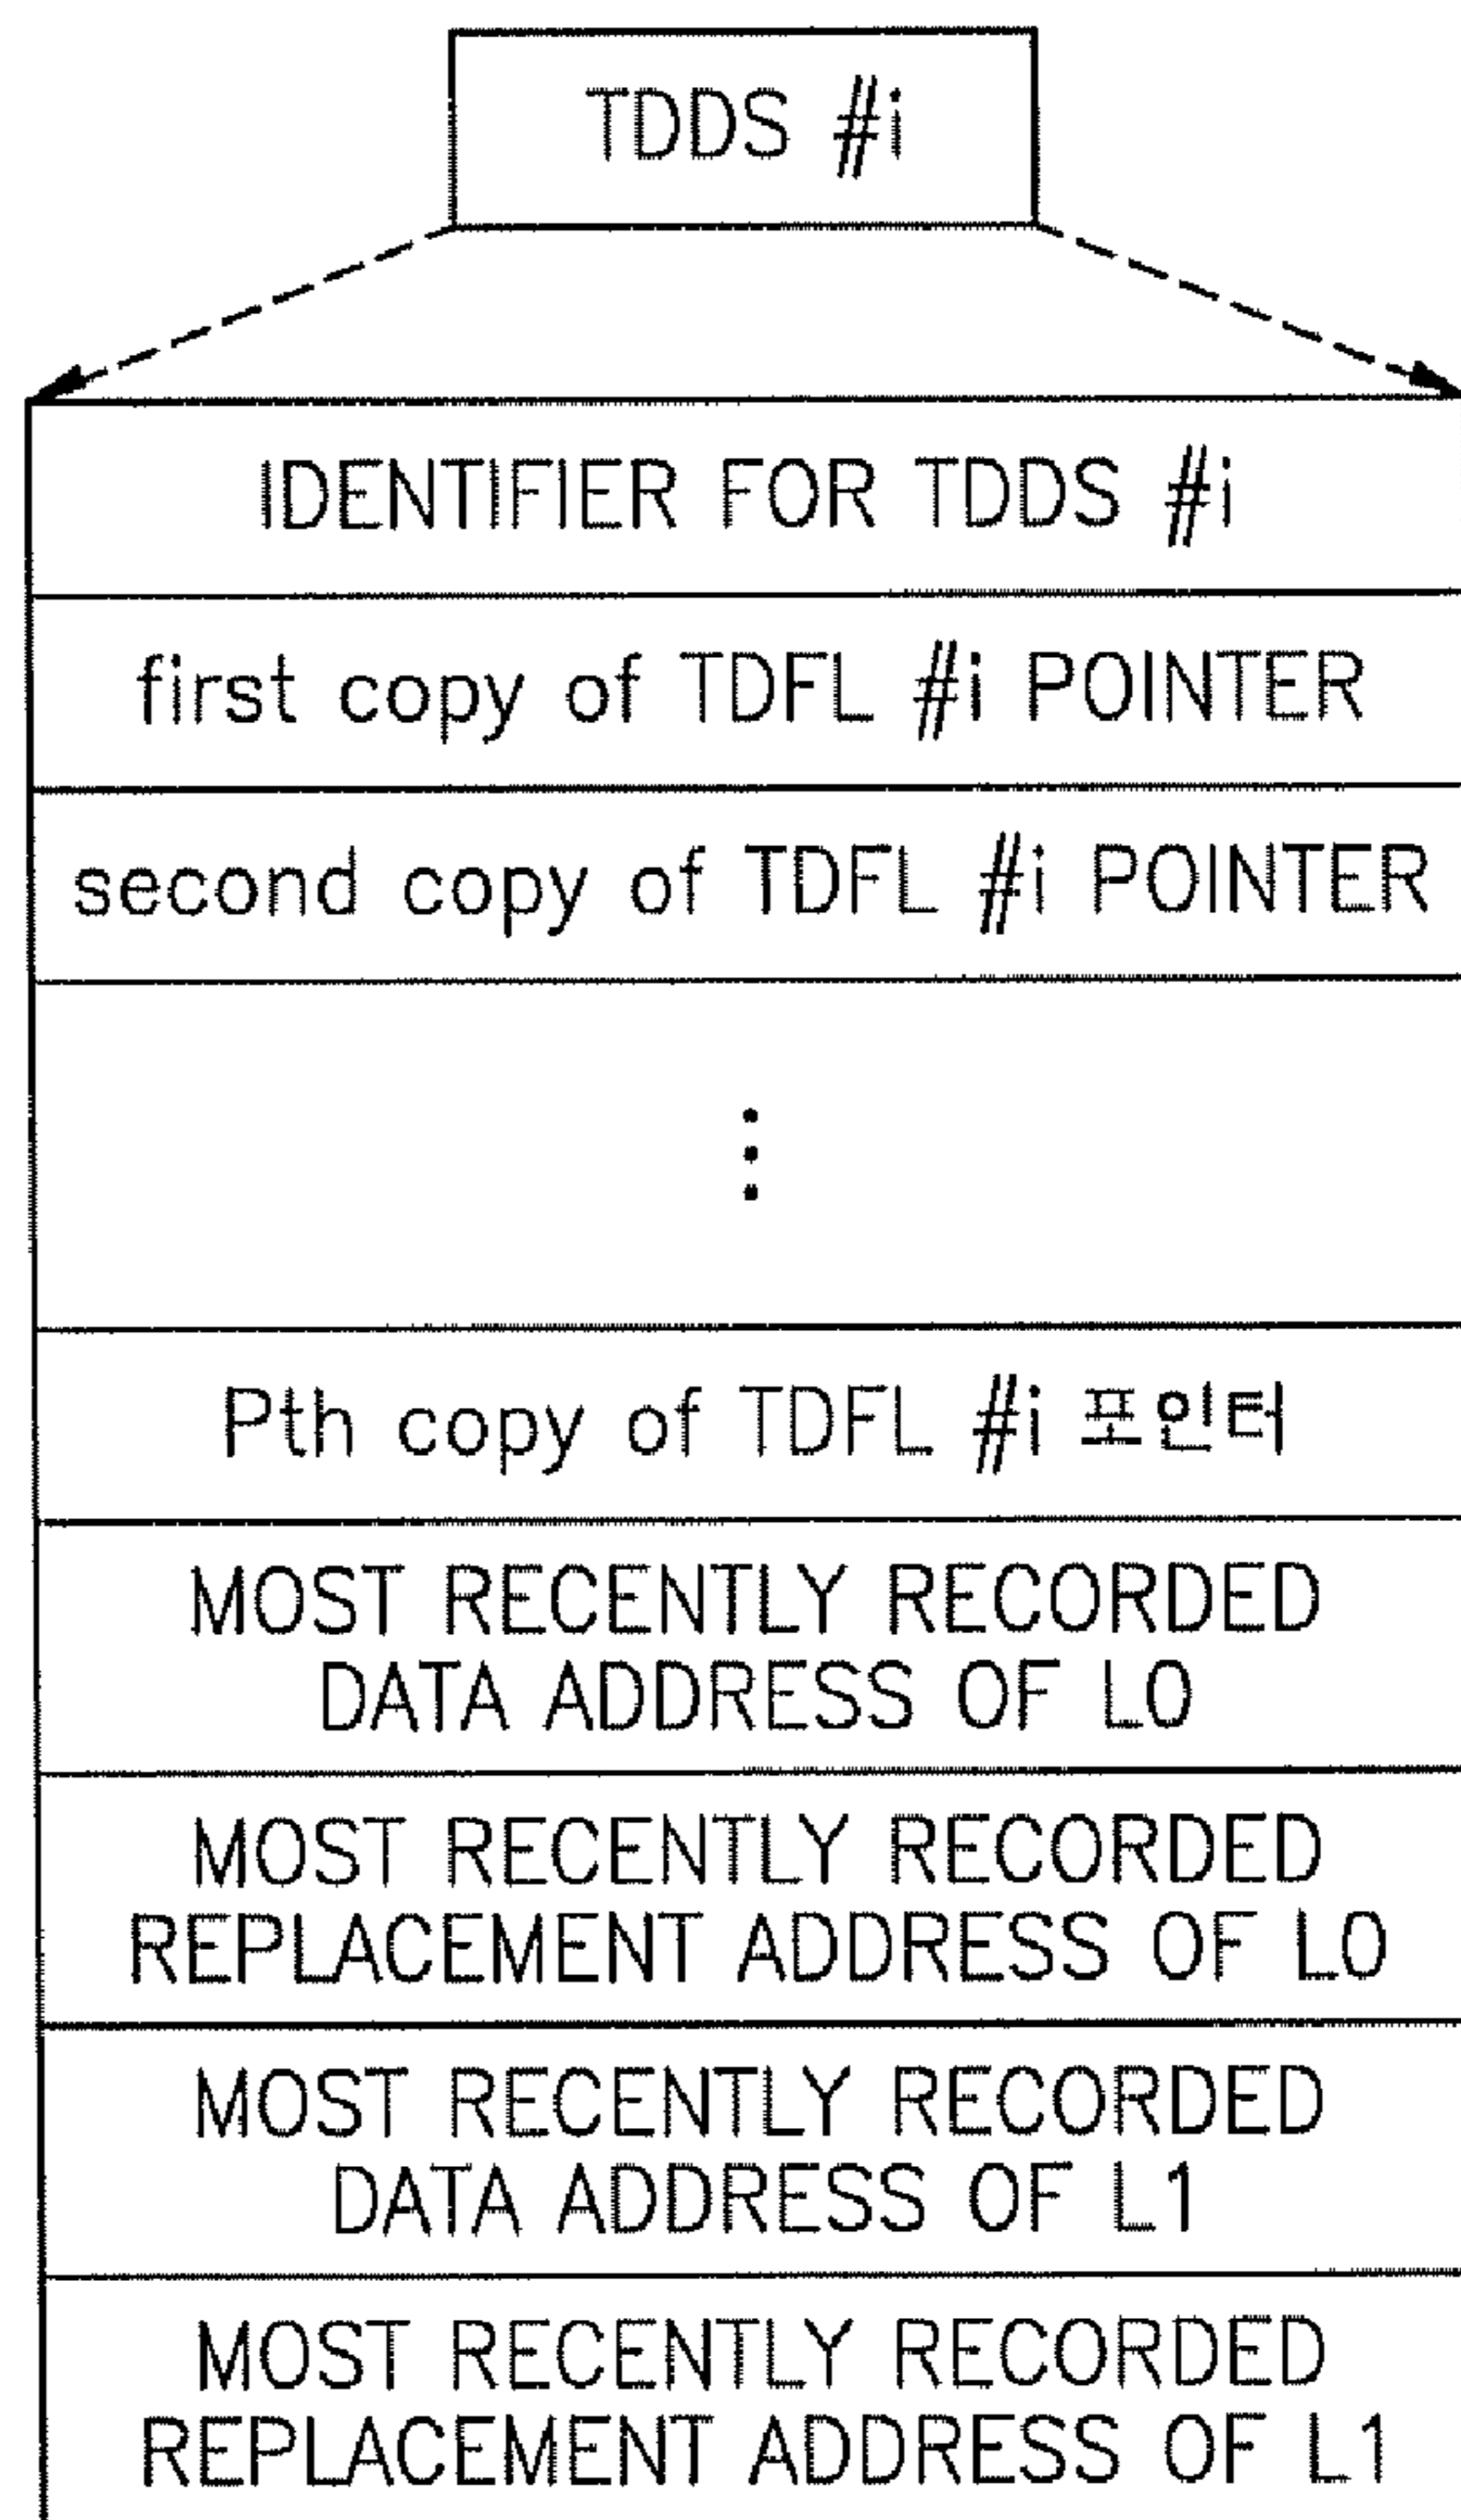 TDDS #i
IDENTIFIER FOR TDDS #i
first copy of TDFL #i POINTER
second copy of TDFL #i POINTER
Pth copy of TDFL #i 포인터
MOST RECENTLY RECORDED
DATA ADDRESS OF L0
MOST RECENTLY RECORDED
REPLACEMENT ADDRESS OF L0
MOST RECENTLY RECORDED
DATA ADDRESS OF L1
MOST RECENTLY RECORDED
REPLACEMENT ADDRESS OF L1